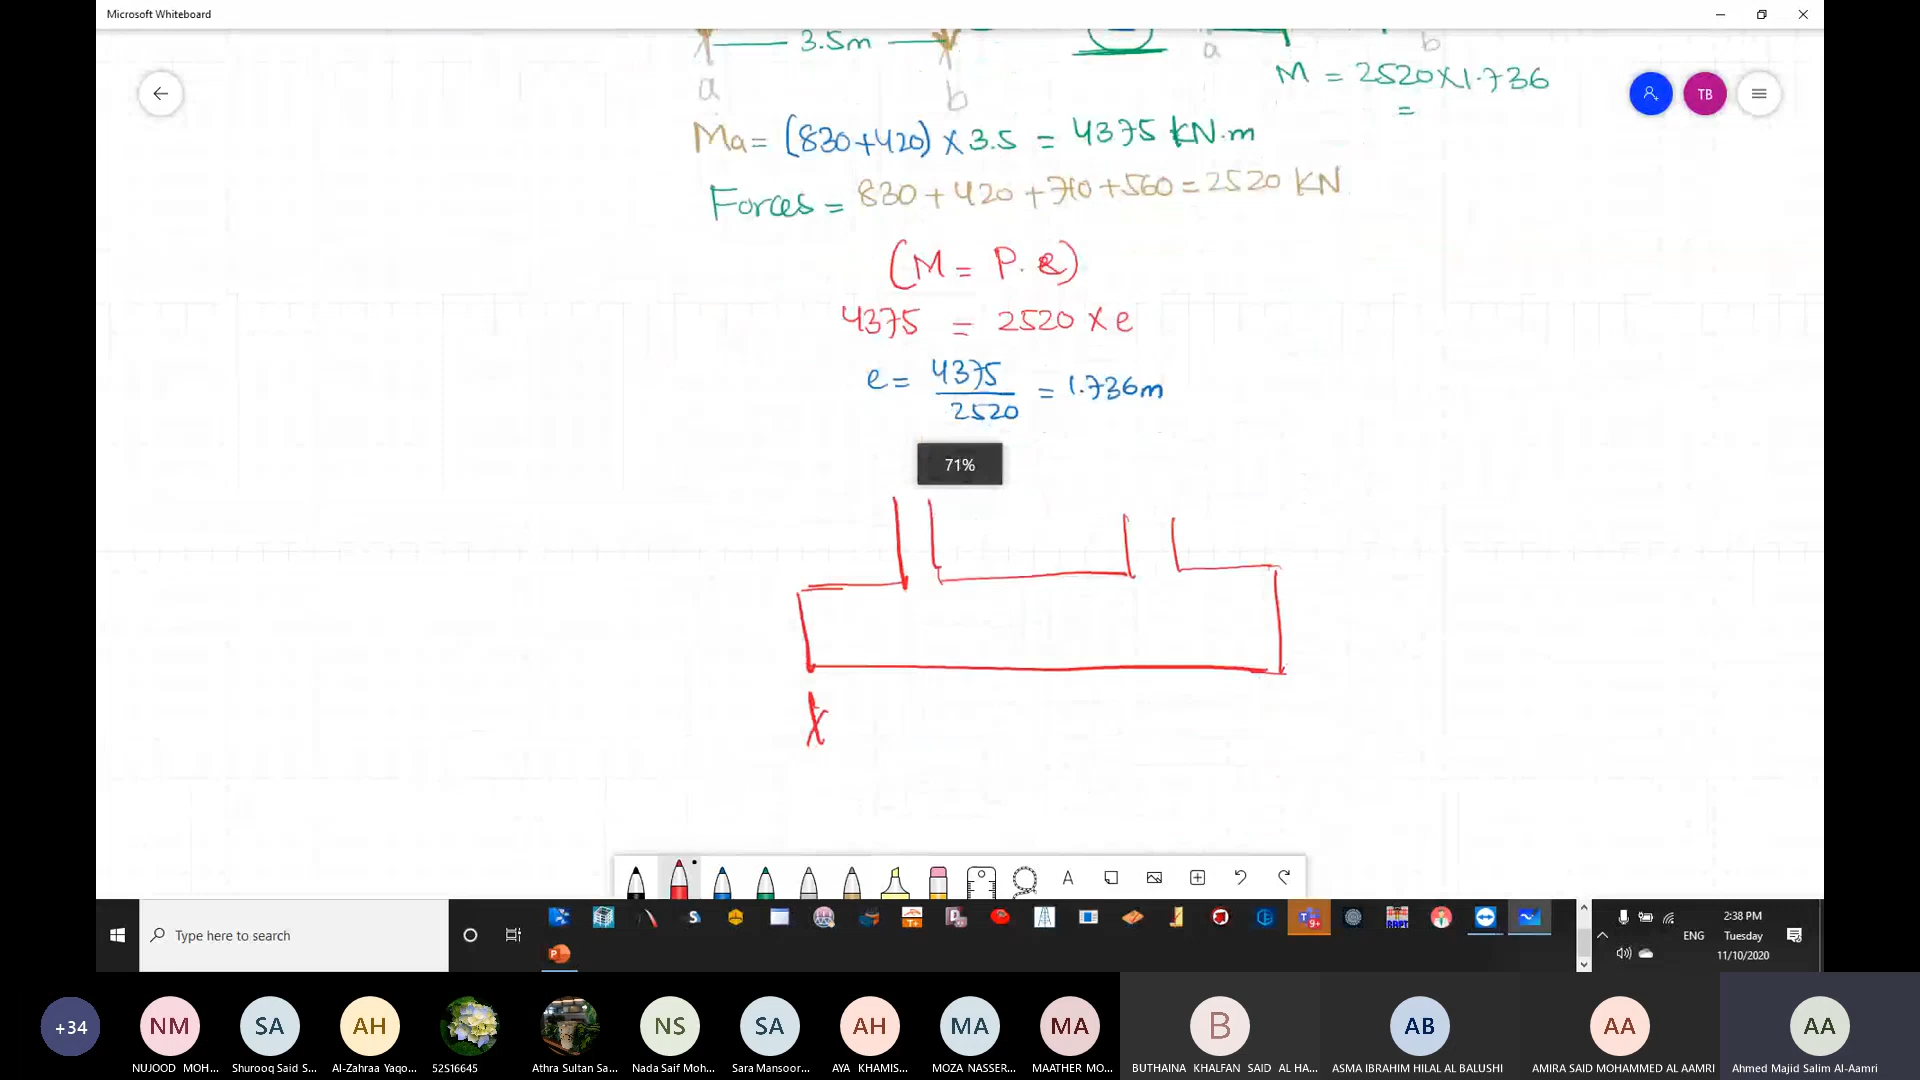 Microsoft Whiteboard
3.5m
a
b
a
b
M = 2520×1.736
=
TB
Ma = (830+420) × 3.5 = 4375 KN.m
Forces = 830 + 420 + 710 + 560 = 2520 KN
(M = P. e)
4375 = 2520 × e
e = 4375 / 2520 = 1.736m
71%
Type here to search
ENG
2:38 PM
Tuesday
11/10/2020
+34
NM
SA
AH
NS
SA
AH
MA
MA
B
AB
AA
AA
NUJOOD MOH...
Shurooq Said S...
Al-Zahraa Yaqo...
52S16645
Athra Sultan Sa...
Nada Saif Moh...
Sara Mansoor...
AYA KHAMIS...
MOZA NASSER...
MAATHER MO...
BUTHAINA KHALFAN SAID AL HA...
ASMA IBRAHIM HILAL AL BALUSHI
AMIRA SAID MOHAMMED AL AAMRI
Ahmed Majid Salim Al-Aamri